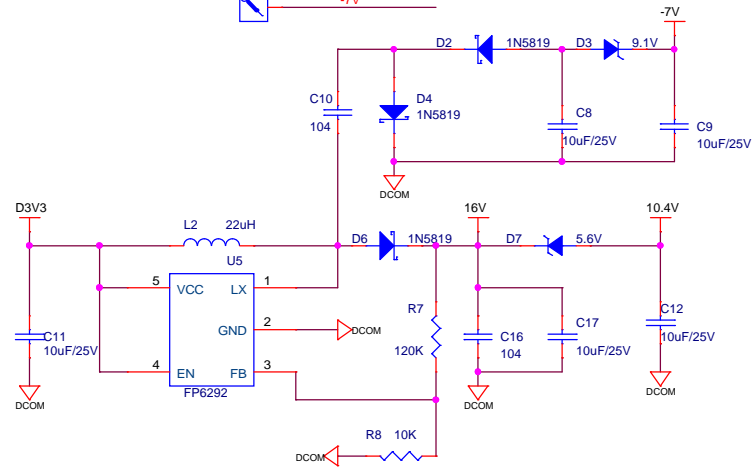 -7V
-7V
D2
1N5819
D3
9.1V
C10
104
D4
1N5819
C8
10uF/25V
C9
10uF/25V
DCOM
D3V3
L2
22uH
16V
10.4V
D6
1N5819
D7
5.6V
U5
5
VCC
LX
1
R7
120K
GND
2
DCOM
C11
10uF/25V
C16
104
C17
10uF/25V
C12
10uF/25V
4
EN
FB
3
FP6292
DCOM
DCOM
DCOM
R8
10K
DCOM